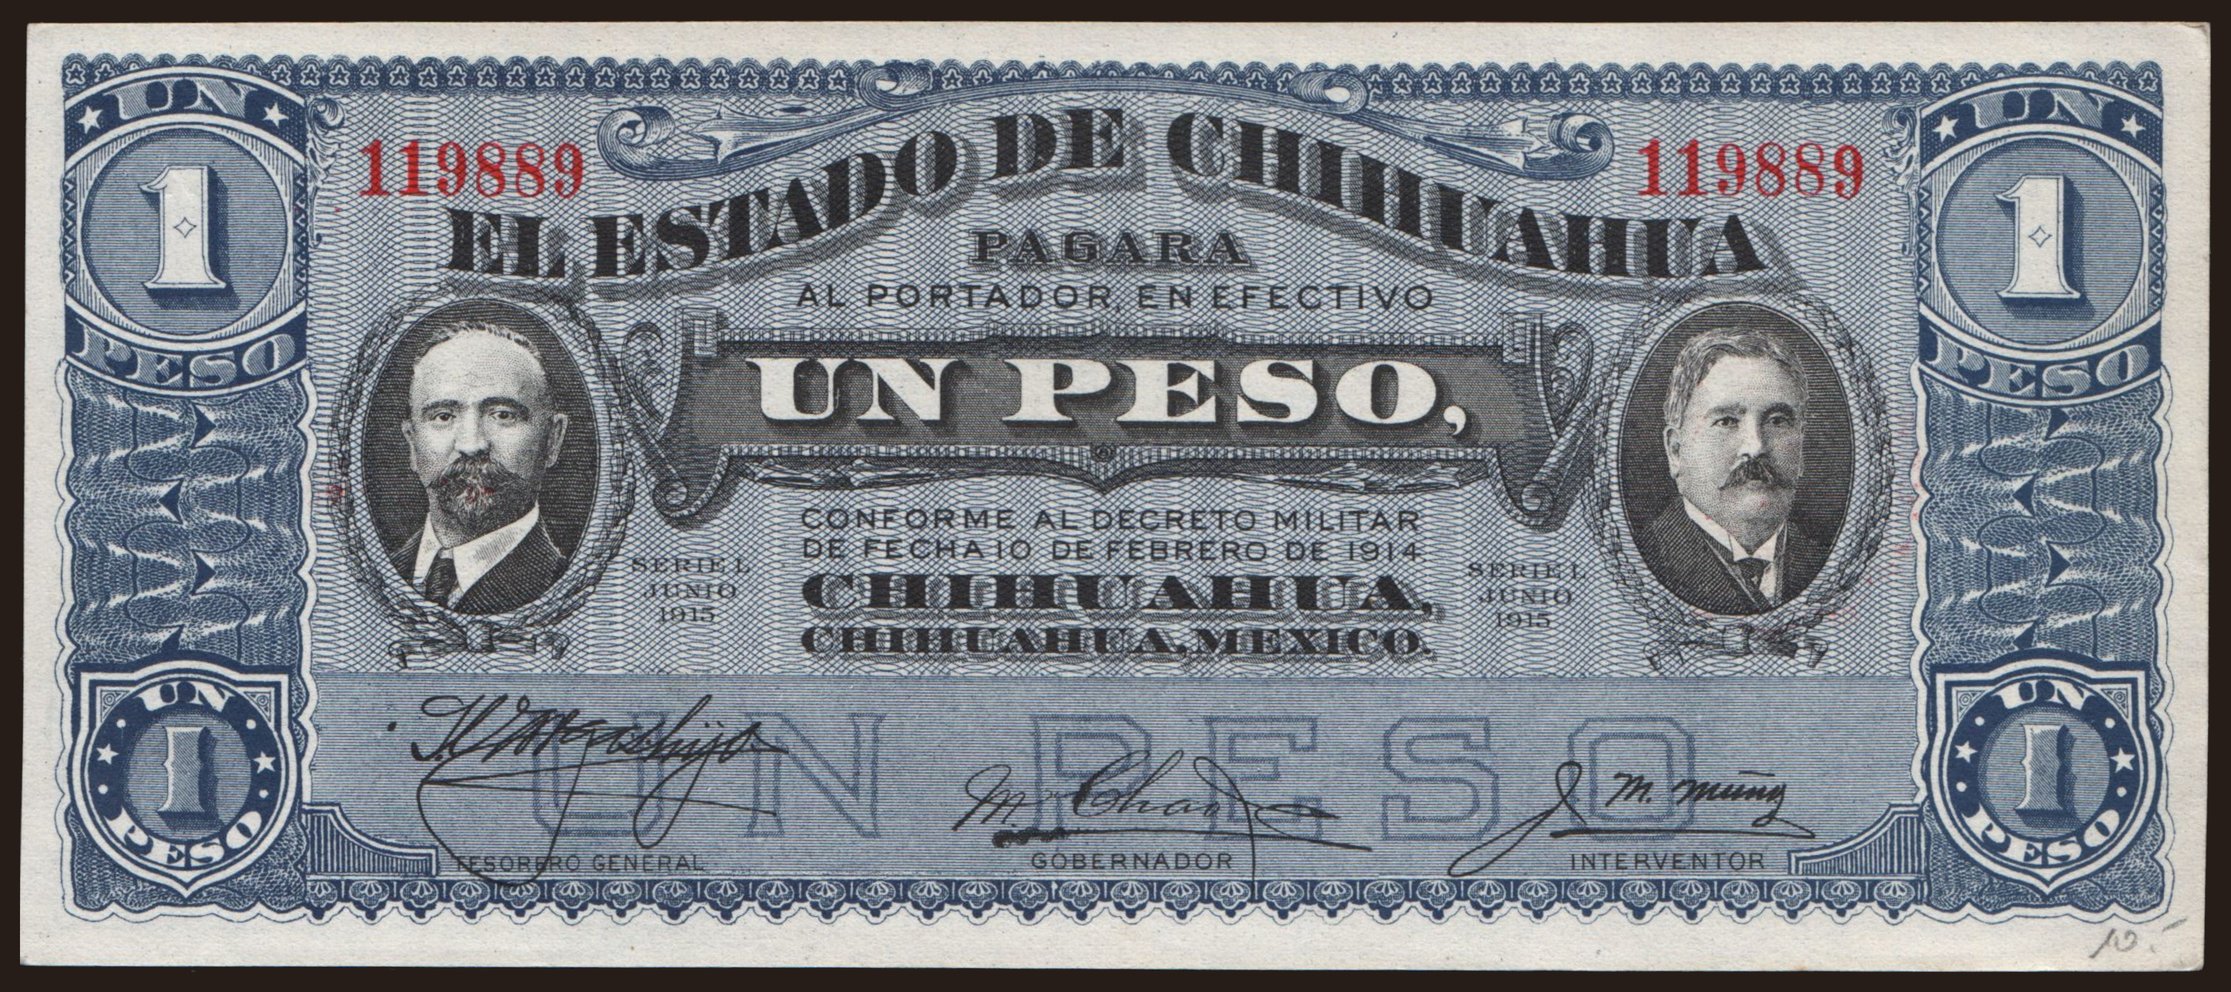 UN
1
PESO
UN
1
PESO
119889
119889
EL ESTADO DE CHIHUAHUA
PAGARA
AL PORTADOR, EN EFECTIVO
UN PESO,
CONFORME AL DECRETO MILITAR
DE FECHA 10 DE FEBRERO DE 1914
CHIHUAHUA,
CHIHUAHUA, MEXICO.
SERIE L
JUNIO
1915
SERIE L
JUNIO
1915
UN PESO
M. Chao
J. M. Muñoz
TESORERO GENERAL
GOBERNADOR
INTERVENTOR
UN
1
PESO
UN
1
PESO